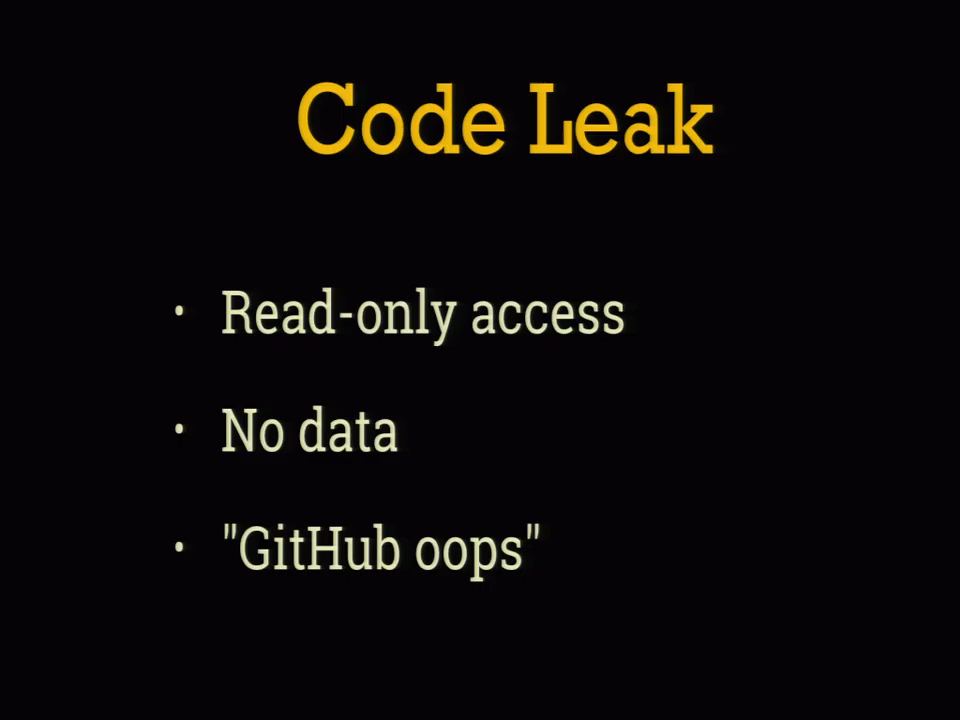 Code Leak
· Read-only access
· No data
· "GitHub oops"